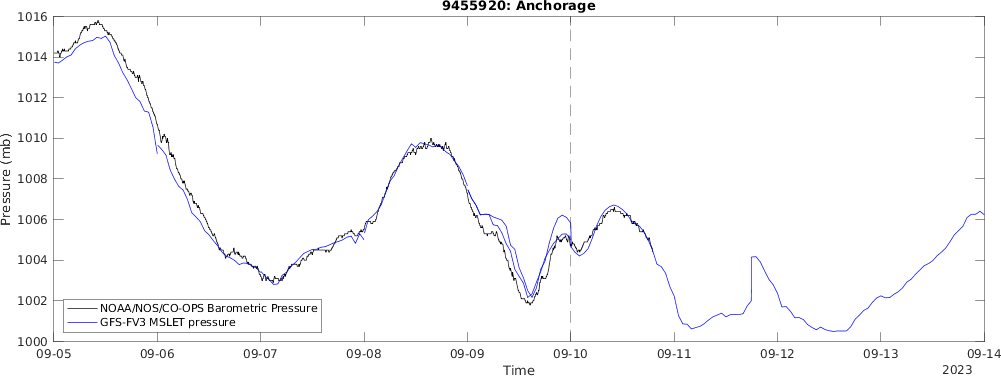 9455920: Anchorage
Pressure (mb)
1016
1014
1012
1010
1008
1006
1004
1002
1000
NOAA/NOS/CO-OPS Barometric Pressure
GFS-FV3 MSLET pressure
09-05 09-06 09-07 09-08 09-09 09-10 09-11 09-12 09-13 09-14
Time
2023